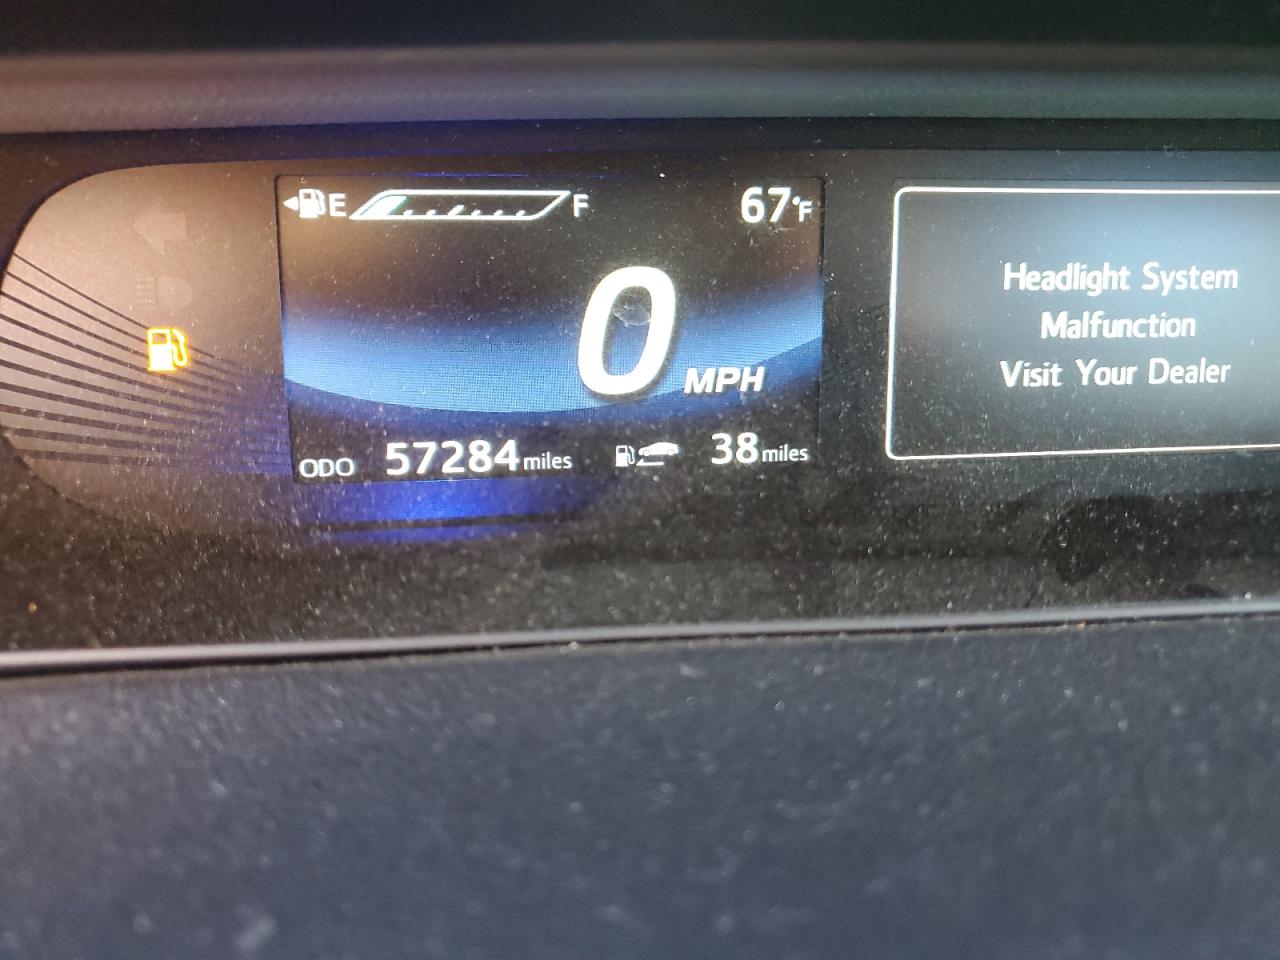 E F 67°F
0 MPH
ODO 57284 miles 38 miles
Headlight System
Malfunction
Visit Your Dealer